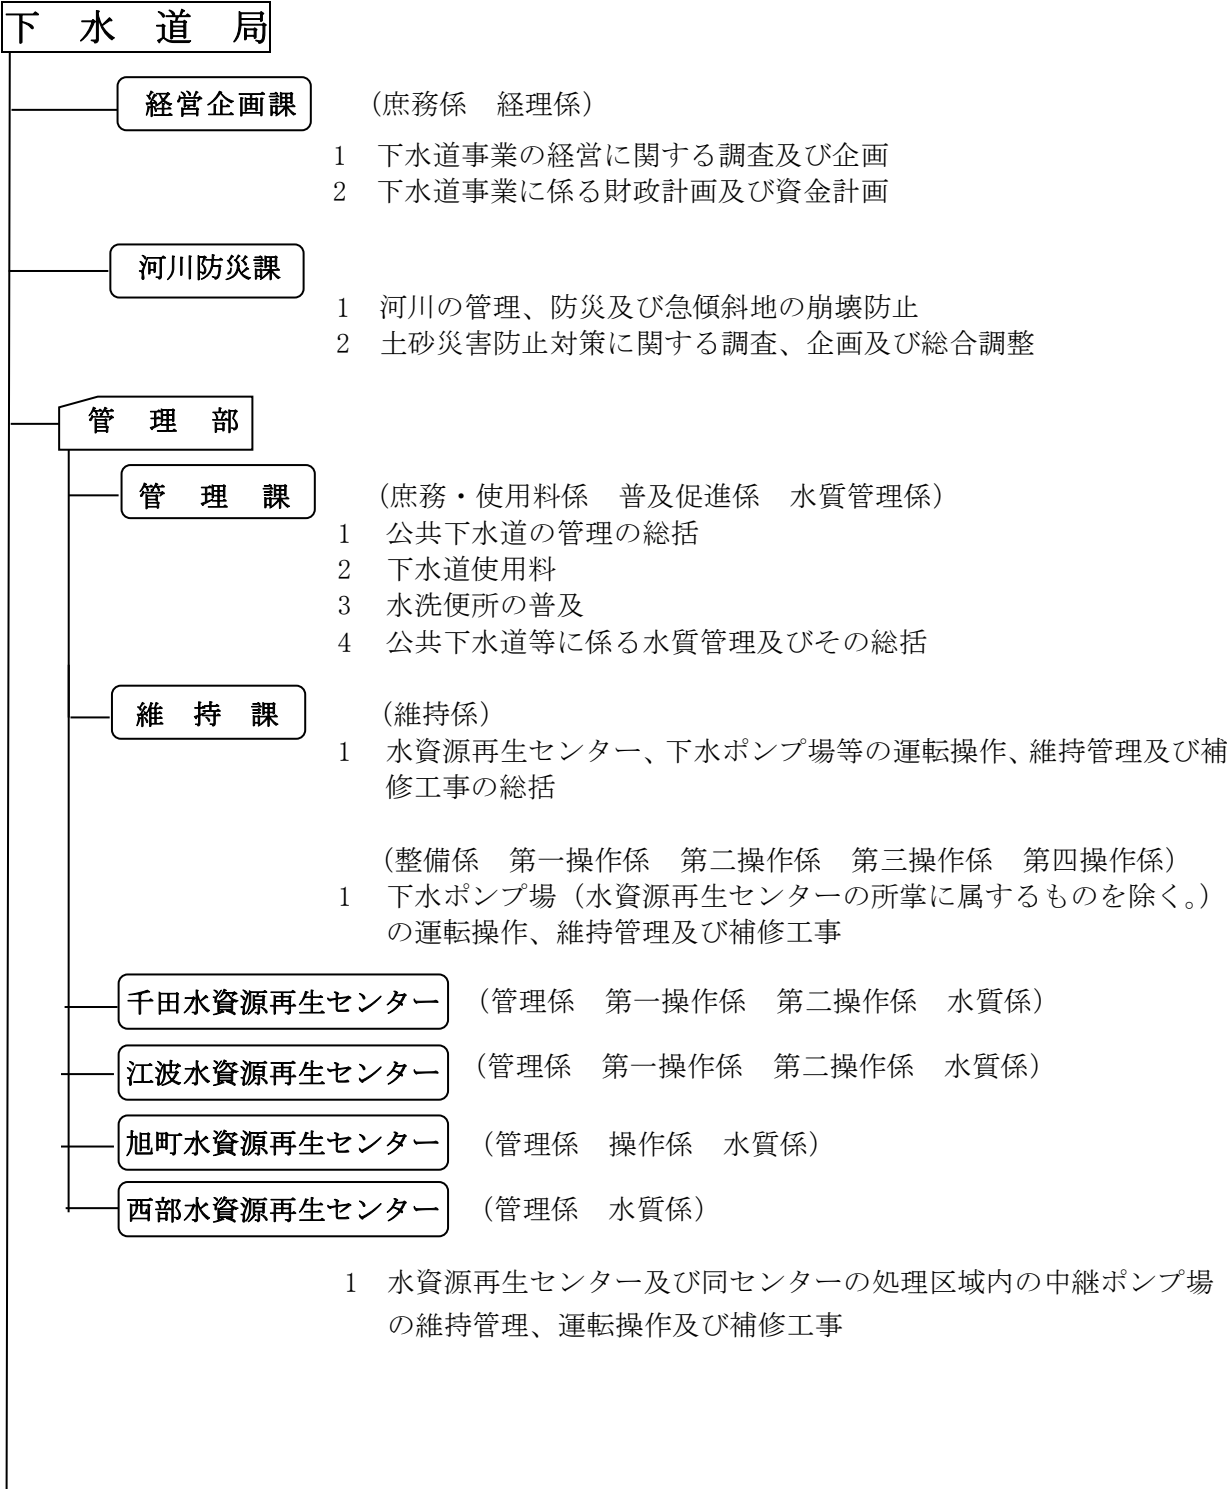 下　水　道　局
経営企画課　　（庶務係　経理係）
1　下水道事業の経営に関する調査及び企画
2　下水道事業に係る財政計画及び資金計画
河川防災課
1　河川の管理、防災及び急傾斜地の崩壊防止
2　土砂災害防止対策に関する調査、企画及び総合調整
管　理　部
管　理　課　　（庶務・使用料係　普及促進係　水質管理係）
1　公共下水道の管理の総括
2　下水道使用料
3　水洗便所の普及
4　公共下水道等に係る水質管理及びその総括
維　持　課　　（維持係）
1　水資源再生センター、下水ポンプ場等の運転操作、維持管理及び補
修工事の総括
（整備係　第一操作係　第二操作係　第三操作係　第四操作係）
1　下水ポンプ場（水資源再生センターの所掌に属するものを除く。）
の運転操作、維持管理及び補修工事
千田水資源再生センター　（管理係　第一操作係　第二操作係　水質係）
江波水資源再生センター　（管理係　第一操作係　第二操作係　水質係）
旭町水資源再生センター　（管理係　操作係　水質係）
西部水資源再生センター　（管理係　水質係）
1　水資源再生センター及び同センターの処理区域内の中継ポンプ場
の維持管理、運転操作及び補修工事